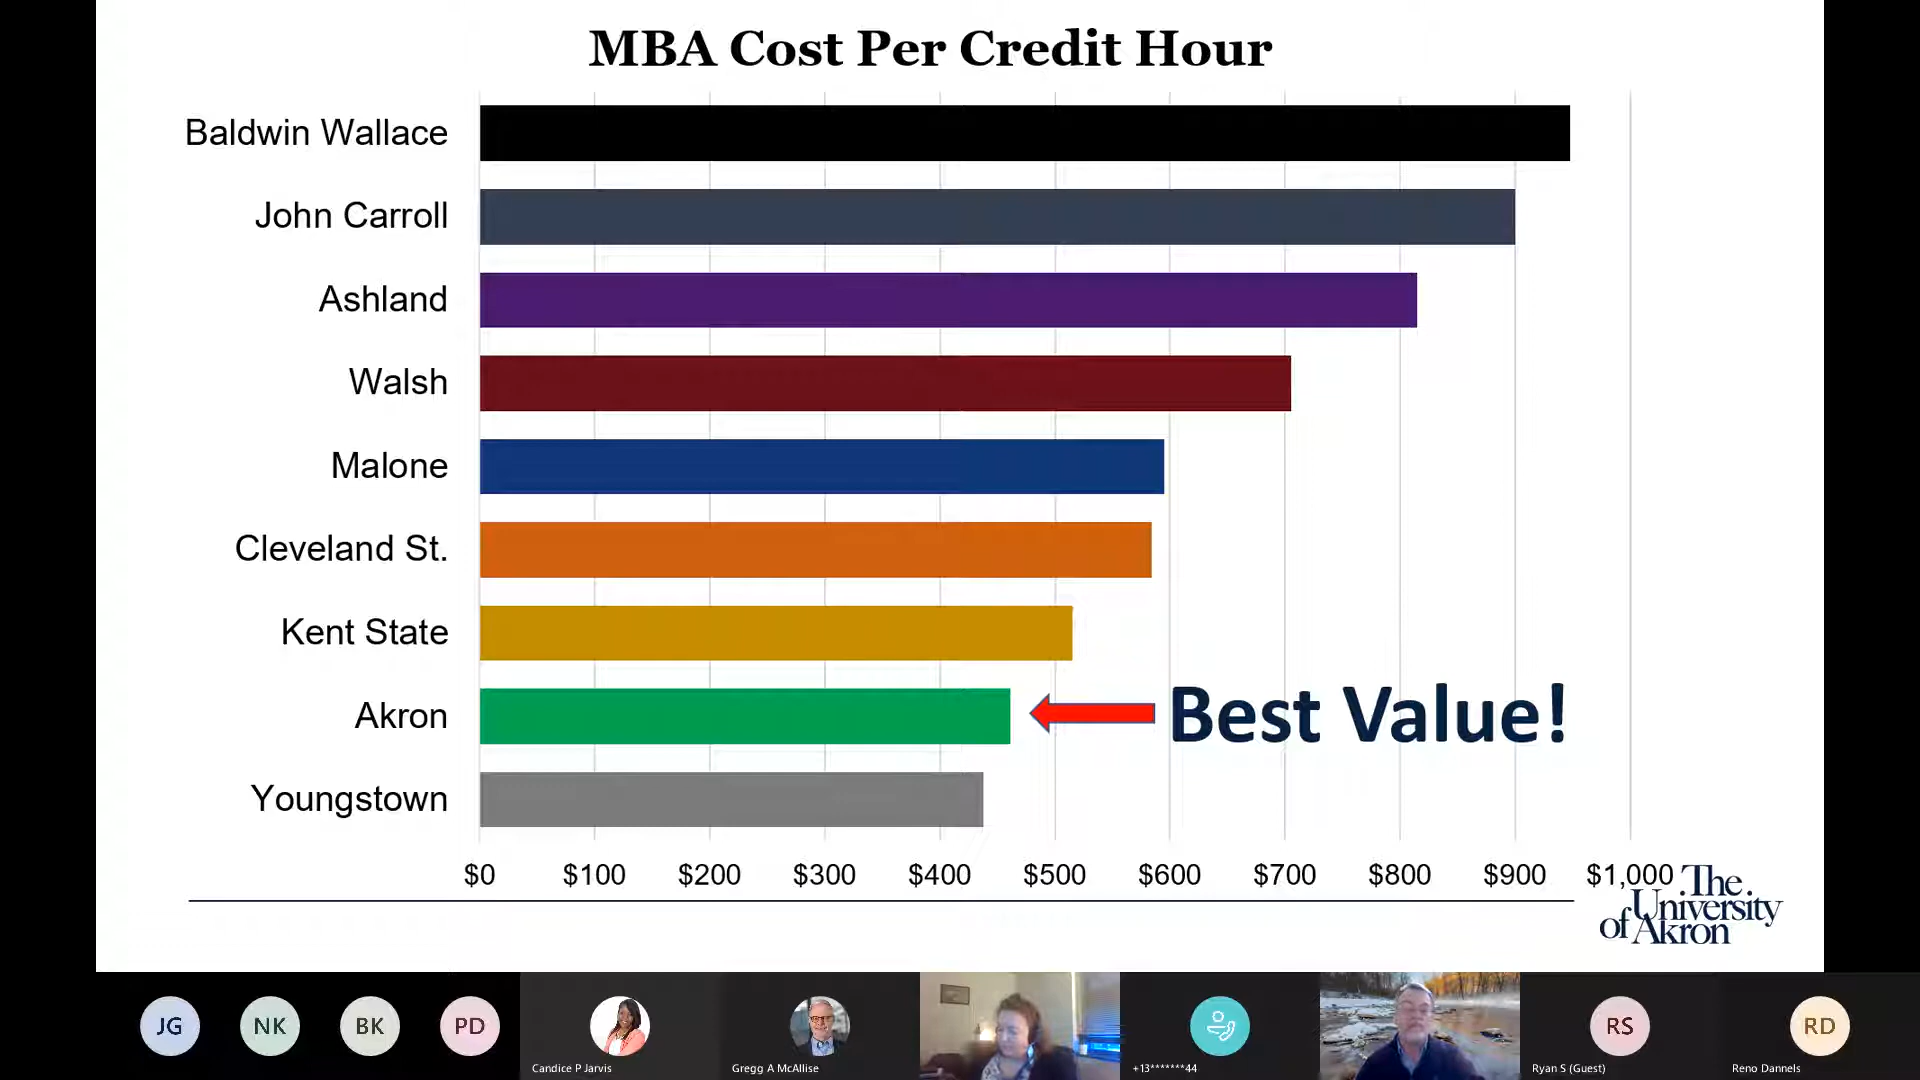 MBA Cost Per Credit Hour
Baldwin Wallace
John Carroll
Ashland
Walsh
Malone
Cleveland St.
Kent State
Akron
Best Value!
Youngstown
$0 $100 $200 $300 $400 $500 $600 $700 $800 $900 $1,000
The
University
of Akron
JG NK BK PD RS RD
Candice P Jarvis Gregg A McAllise +13*******44 Ryan S (Guest) Reno Dannels